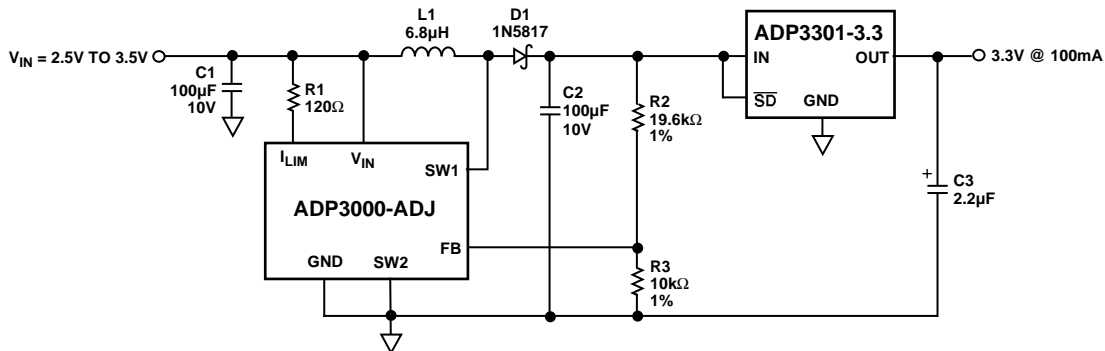 V_IN = 2.5V TO 3.5V
C1
100µF
10V
R1
120Ω
L1
6.8µH
D1
1N5817
C2
100µF
10V
R2
19.6kΩ
1%
ADP3301-3.3
IN
OUT
SD
GND
3.3V @ 100mA
I_LIM
V_IN
SW1
ADP3000-ADJ
FB
GND
SW2
R3
10kΩ
1%
+
C3
2.2µF